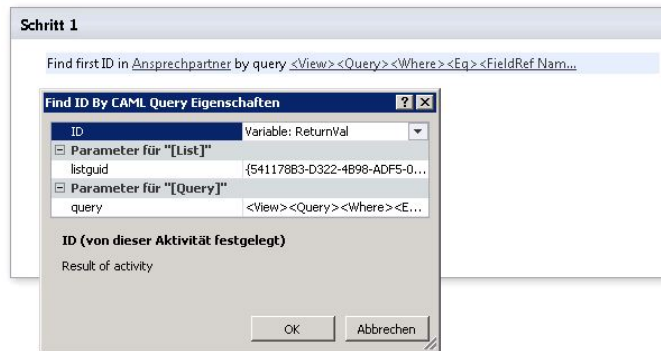 Schritt 1
Find first ID in Ansprechpartner by query <View><Query><Where><Eq><FieldRef Nam...
Find ID By CAML Query Eigenschaften
ID Variable: ReturnVal
Parameter für "[List]"
listguid {541178B3-D322-4B98-ADF5-0...
Parameter für "[Query]"
query <View><Query><Where><E...
ID (von dieser Aktivität festgelegt)
Result of activity
OK Abbrechen